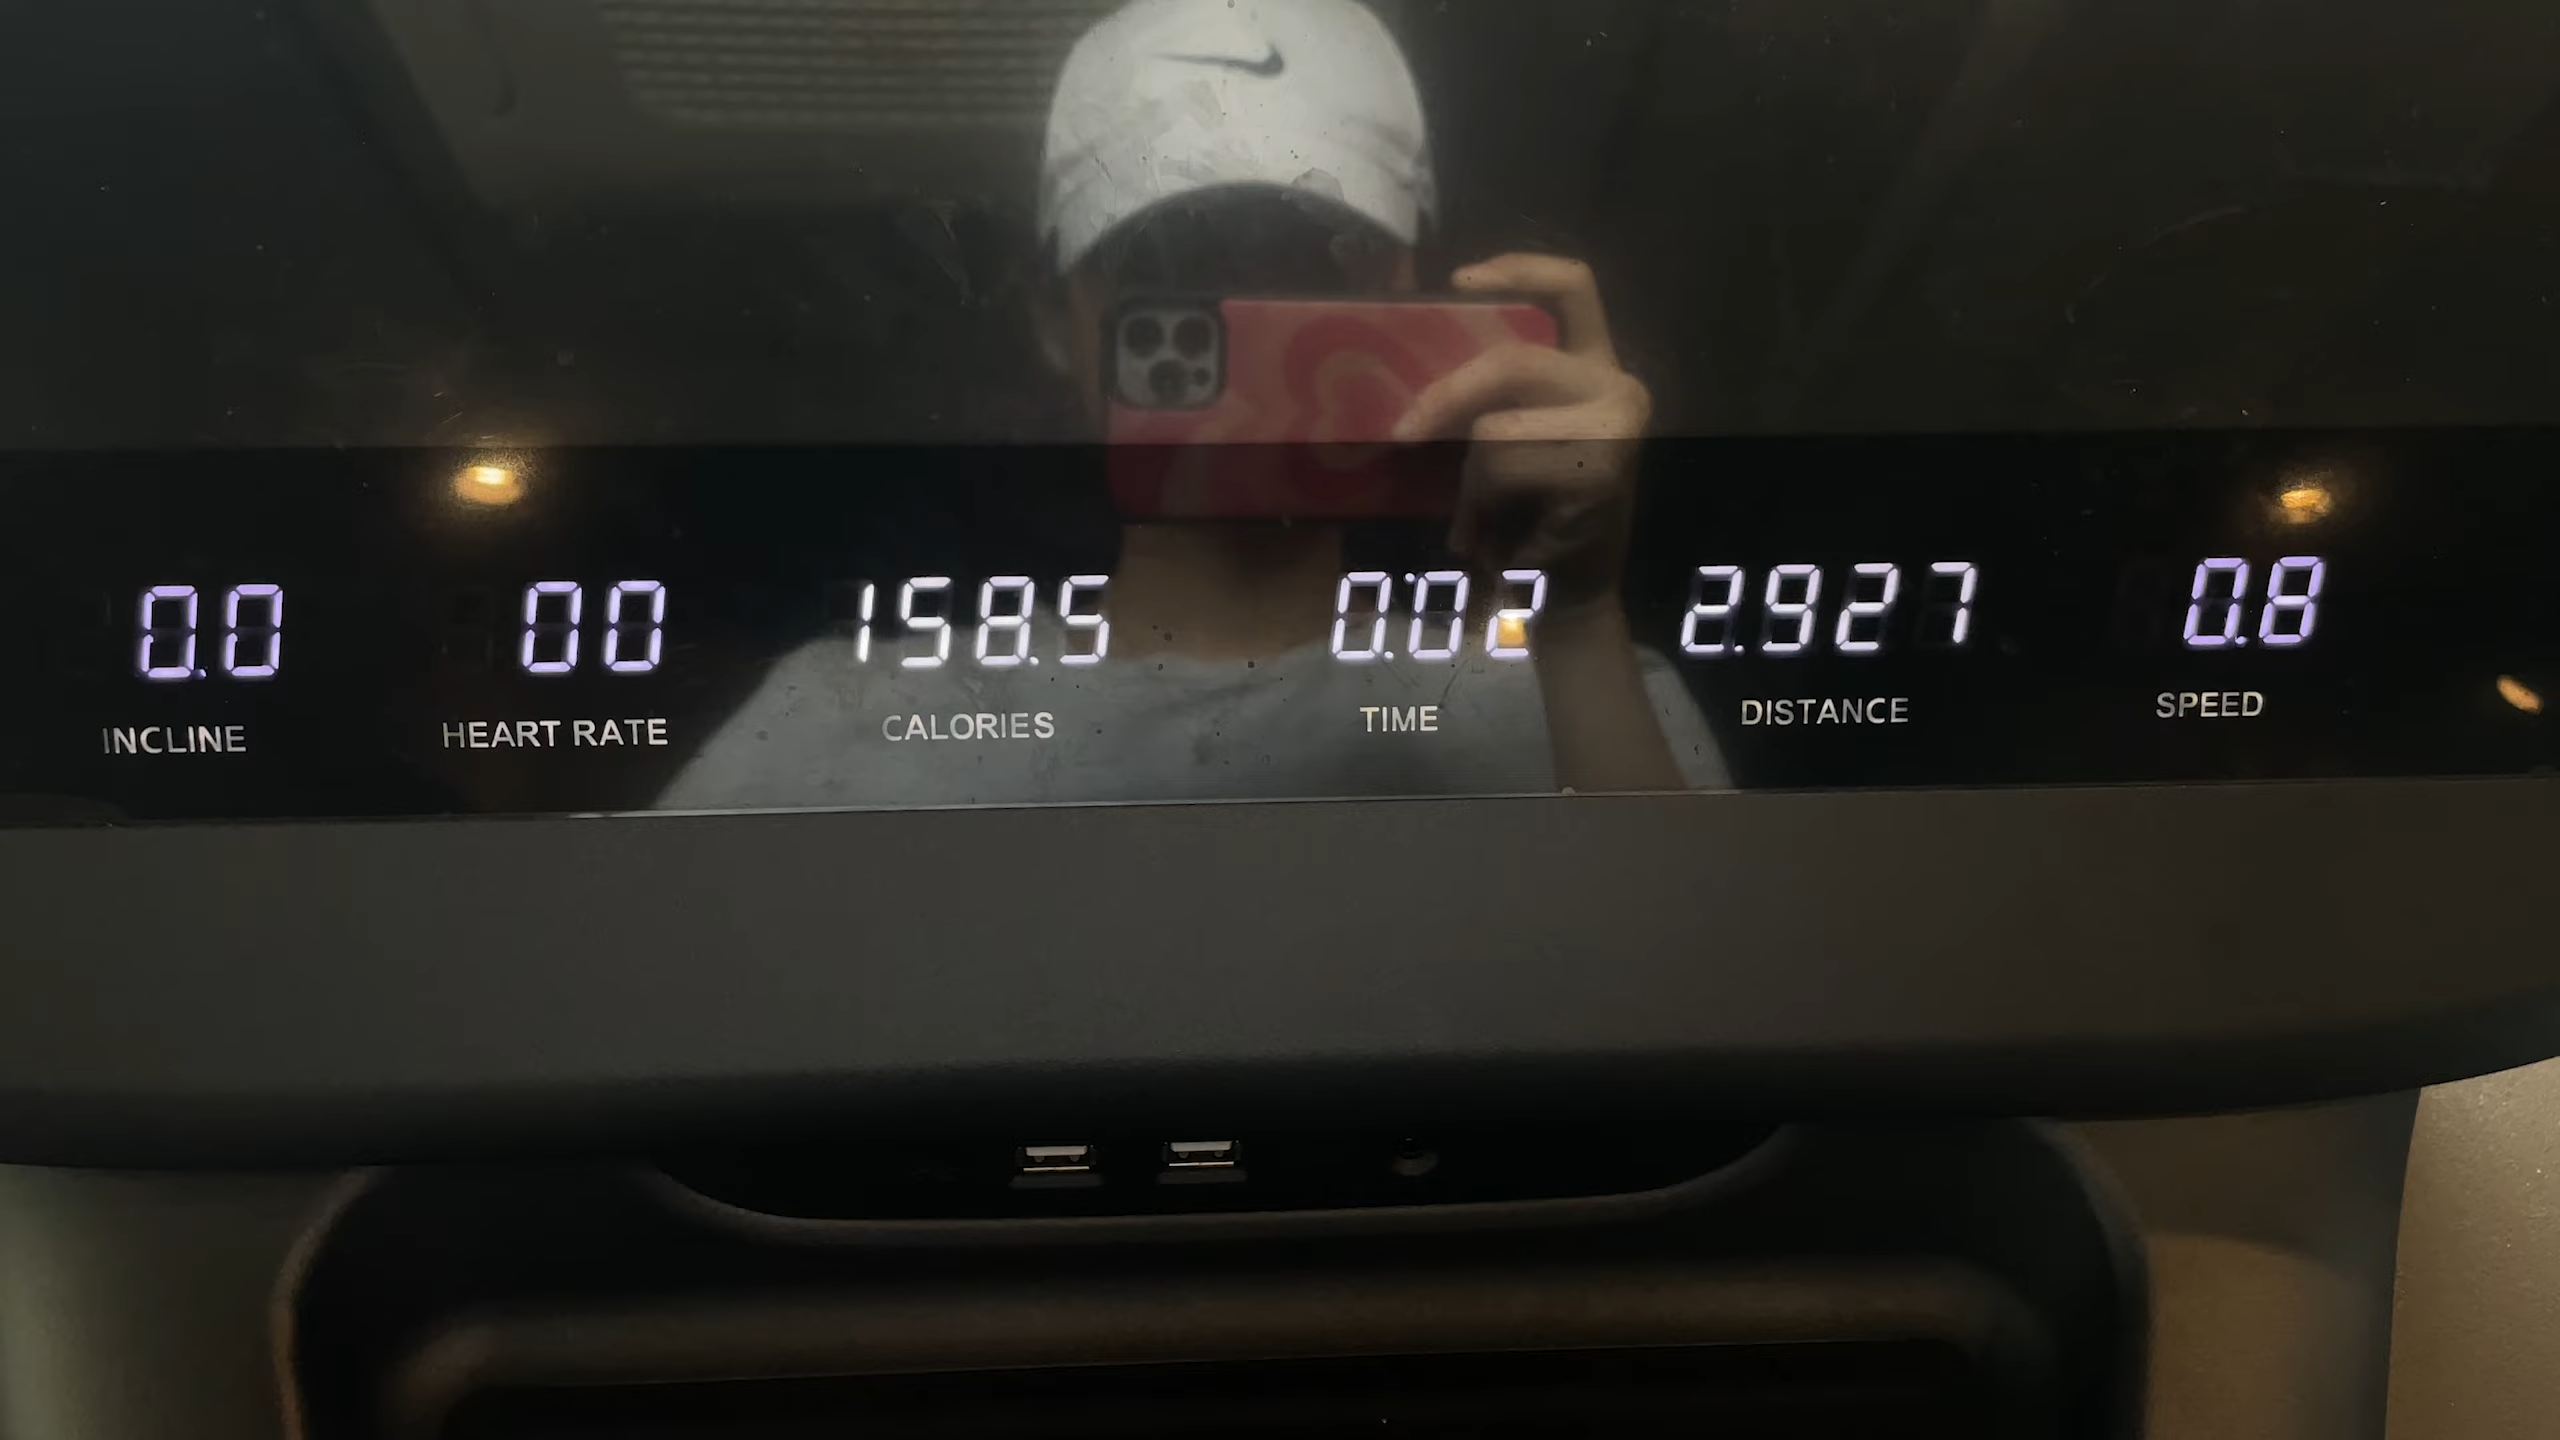 0.0 00 158.5 0:02 2.927 0.8
INCLINE HEART RATE CALORIES TIME DISTANCE SPEED